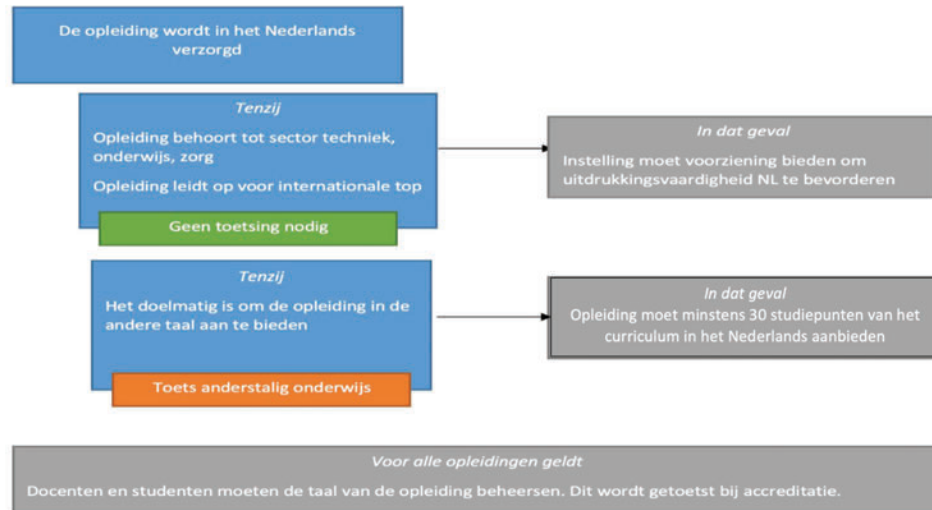 De opleiding wordt in het Nederlands
verzorgd
Tenzij
Opleiding behoort tot sector techniek,
onderwijs, zorg
Opleiding leidt op voor internationale top
Geen toetsing nodig
In dat geval
Instelling moet voorziening bieden om
uitdrukkingsvaardigheid NL te bevorderen
Tenzij
Het doelmatig is om de opleiding in de
andere taal aan te bieden
Toets anderstalig onderwijs
In dat geval
Opleiding moet minstens 30 studiepunten van het
curriculum in het Nederlands aanbieden
Voor alle opleidingen geldt
Docenten en studenten moeten de taal van de opleiding beheersen. Dit wordt getoetst bij accreditatie.